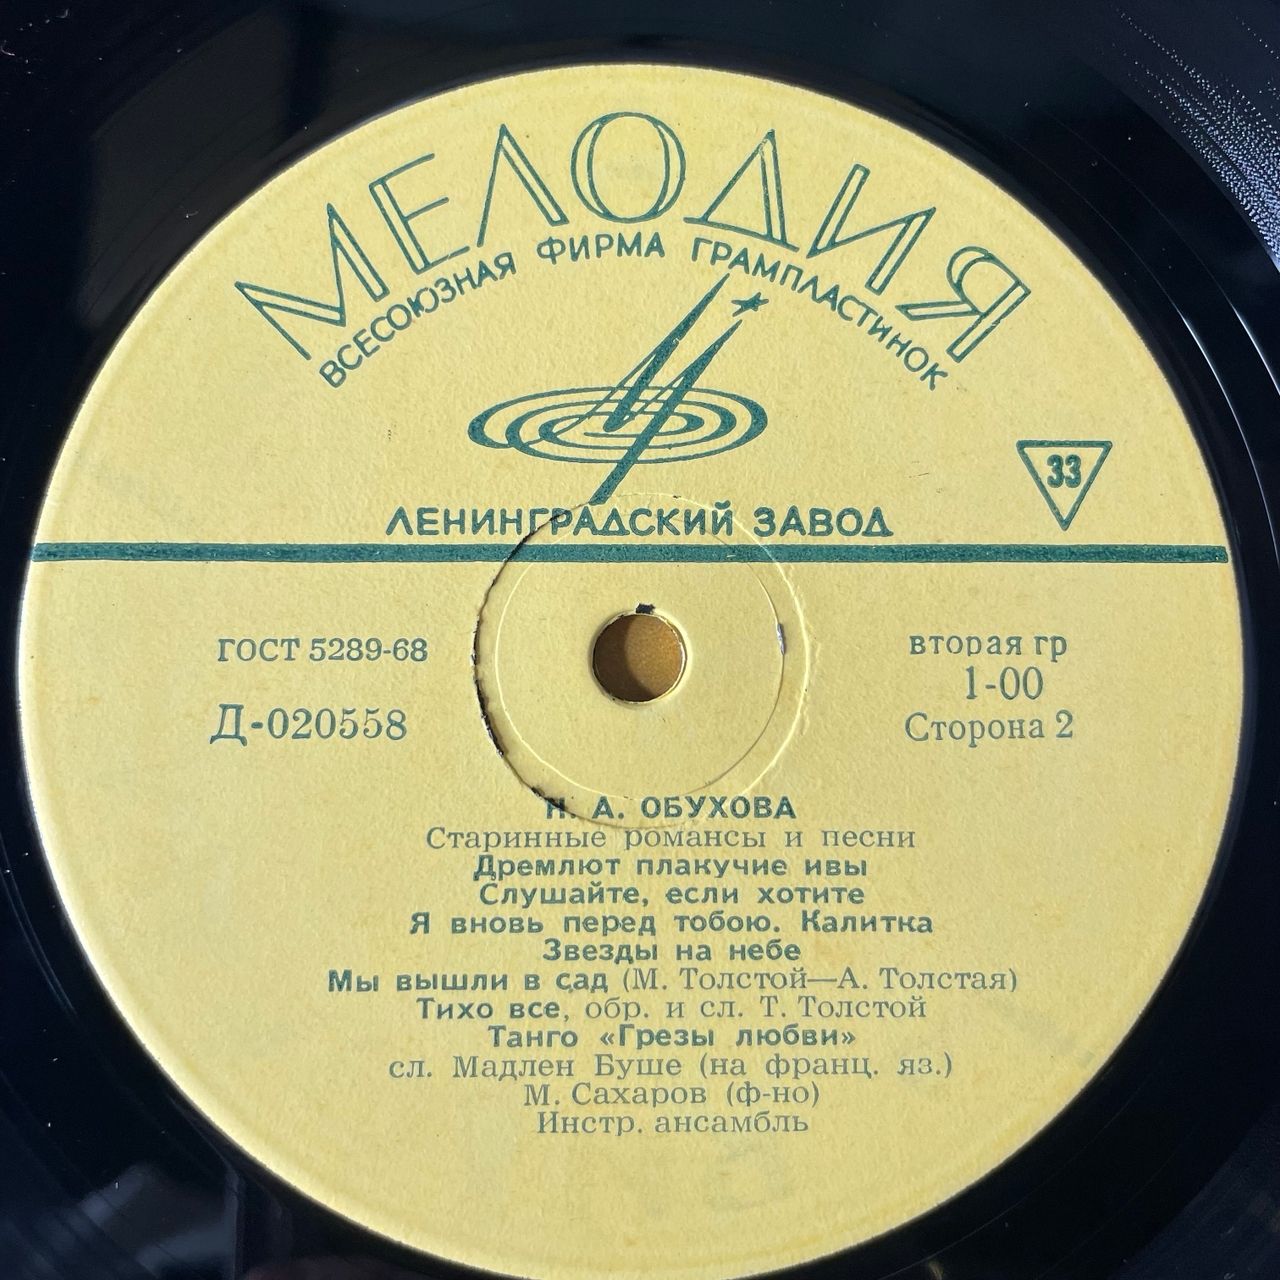 МЕЛОДИЯ
ВСЕСОЮЗНАЯ ФИРМА ГРАМПЛАСТИНОК
33
ЛЕНИНГРАДСКИЙ ЗАВОД
ГОСТ 5289-68
вторая гр
1-00
Д-020558
Сторона 2
Н. А. ОБУХОВА
Старинные романсы и песни
Дремлют плакучие ивы
Слушайте, если хотите
Я вновь перед тобою. Калитка
Звезды на небе
Мы вышли в сад (М. Толстой—А. Толстая)
Тихо все, обр. и сл. Т. Толстой
Танго «Грезы любви»
сл. Мадлен Буше (на франц. яз.)
М. Сахаров (ф-но)
Инстр. ансамбль